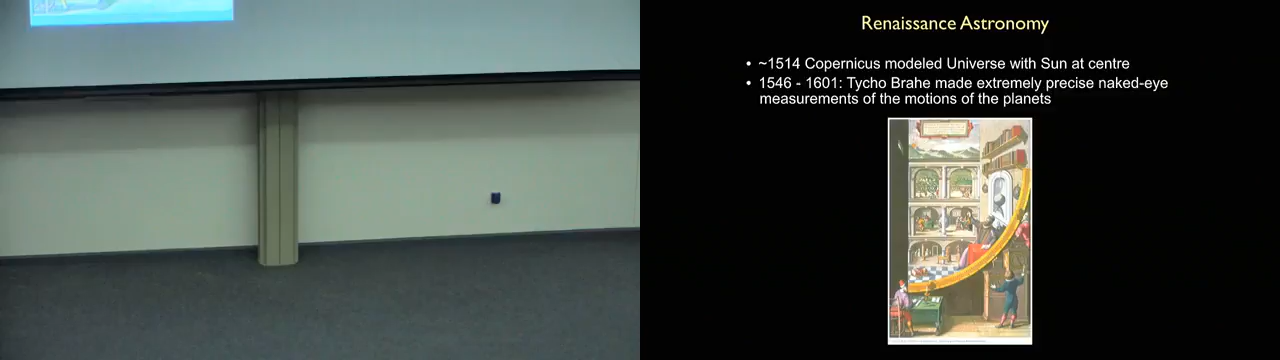 Renaissance Astronomy
• ~1514 Copernicus modeled Universe with Sun at centre
• 1546 - 1601: Tycho Brahe made extremely precise naked-eye
measurements of the motions of the planets